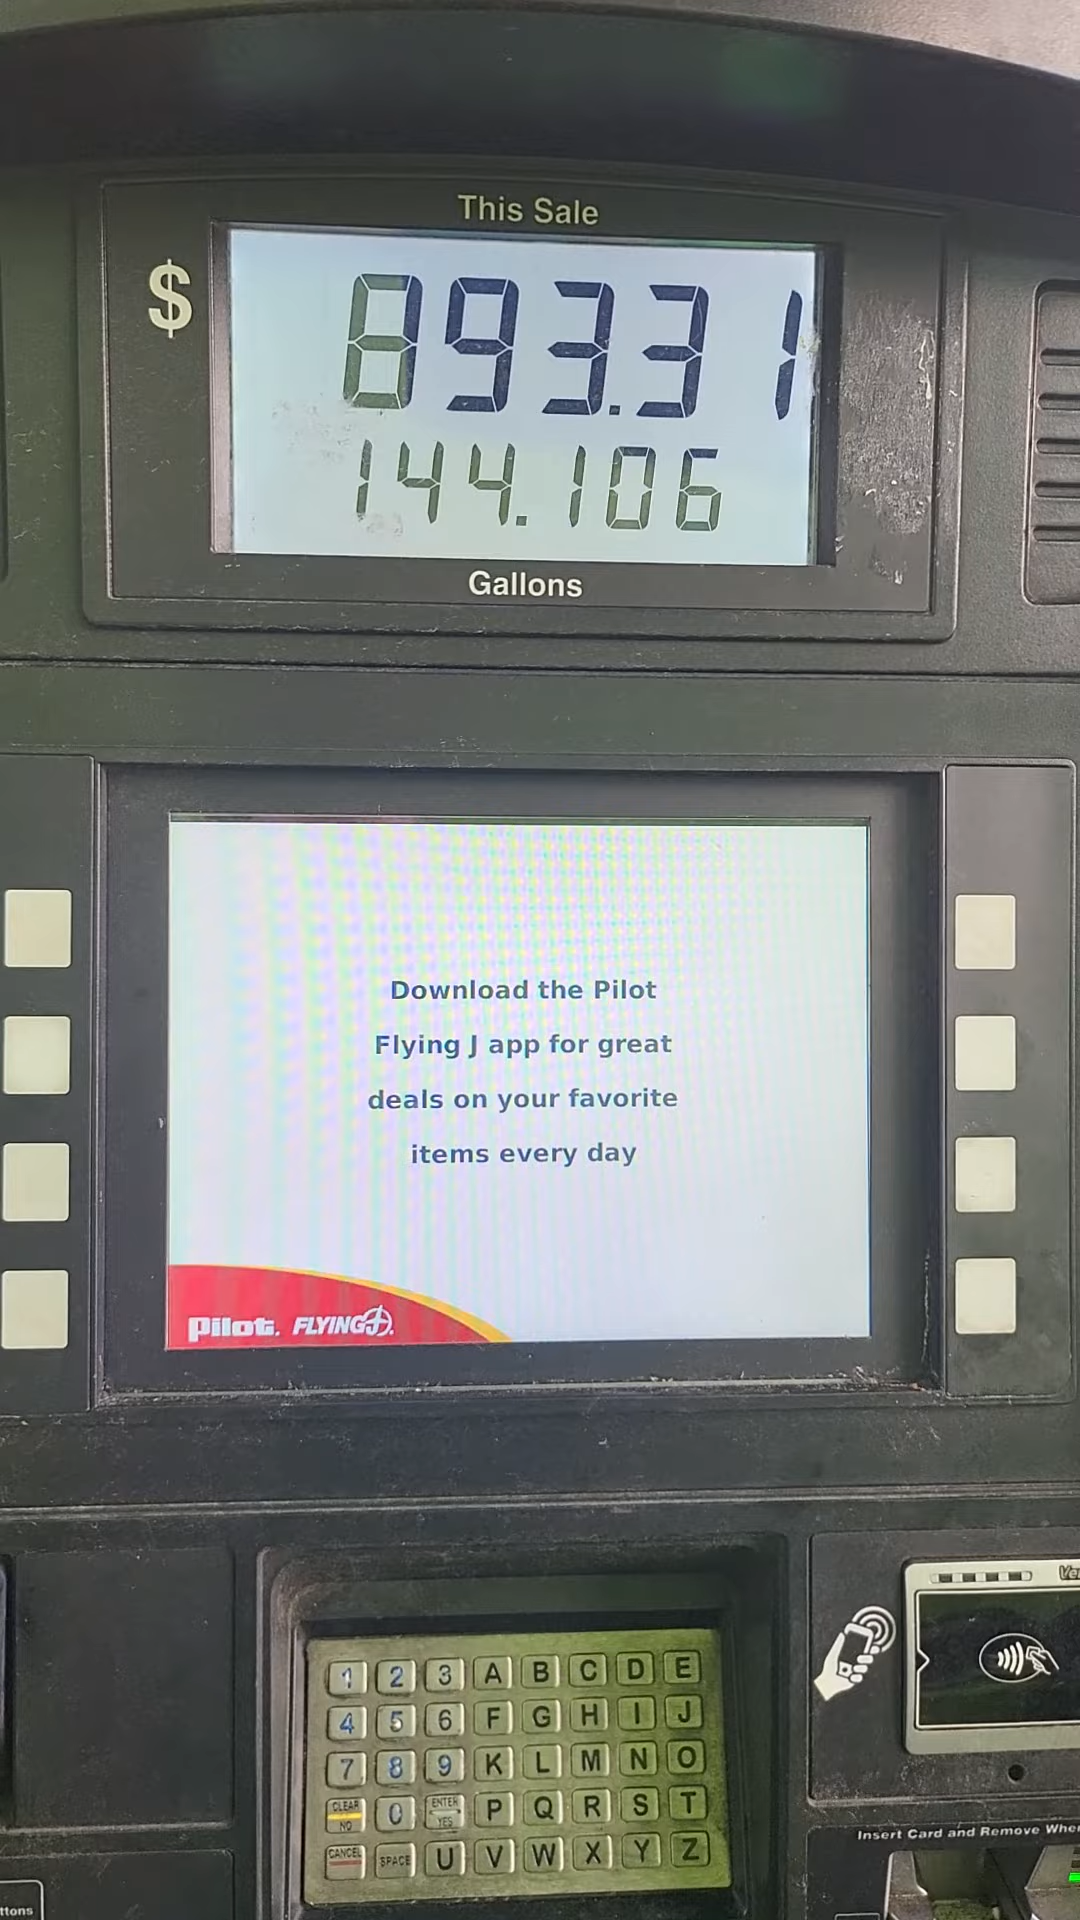 This Sale
$
893.31
144.106
Gallons
Download the Pilot
Flying J app for great
deals on your favorite
items every day
Pilot. FLYING J.
1 2 3 A B C D E
4 5 6 F G H I J
7 8 9 K L M N O
CLEAR NO 0 ENTER YES P Q R S T
CANCEL SPACE U V W X Y Z
Insert Card and Remove